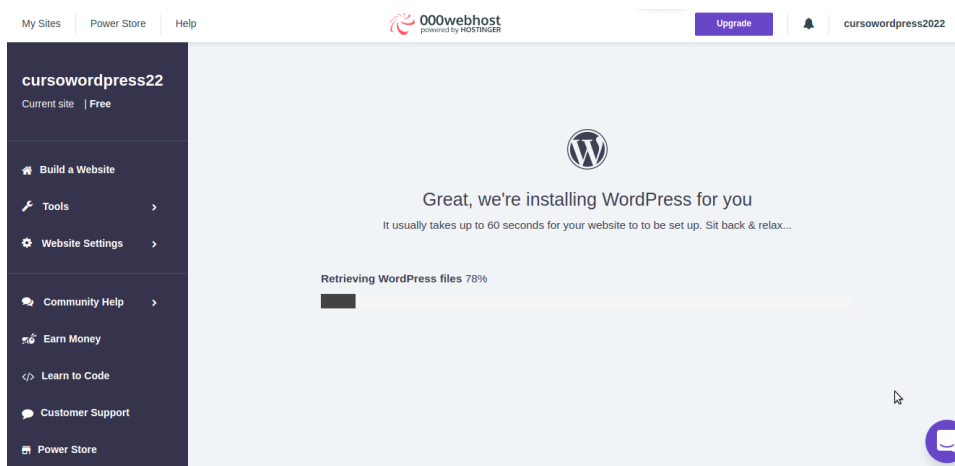 My Sites
Power Store
Help
000webhost
powered by HOSTINGER
Upgrade
cursowordpress2022
cursowordpress22
Current site | Free
Build a Website
Tools
Website Settings
Community Help
Earn Money
</> Learn to Code
Customer Support
Power Store
Great, we're installing WordPress for you
It usually takes up to 60 seconds for your website to to be set up. Sit back & relax...
Retrieving WordPress files 78%